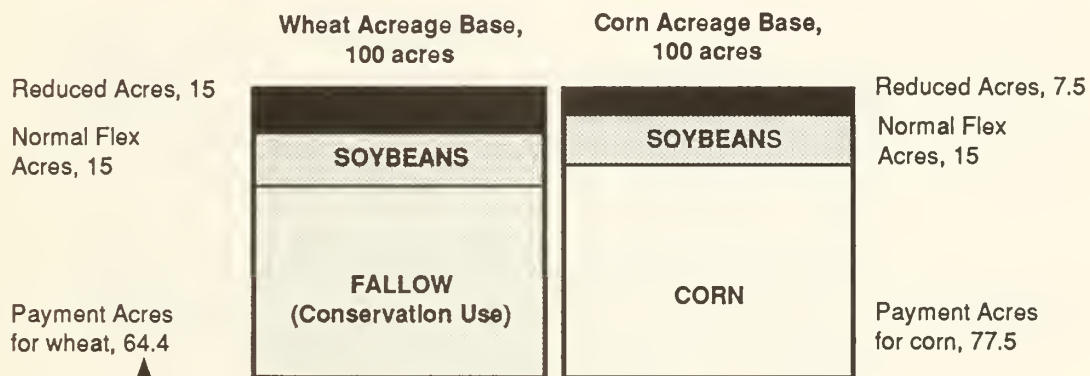 Wheat Acreage Base,
100 acres
Corn Acreage Base,
100 acres
Reduced Acres, 15
Normal Flex
Acres, 15
Payment Acres
for wheat, 64.4
SOYBEANS
FALLOW
(Conservation Use)
SOYBEANS
CORN
Reduced Acres, 7.5
Normal Flex
Acres, 15
Payment Acres
for corn, 77.5